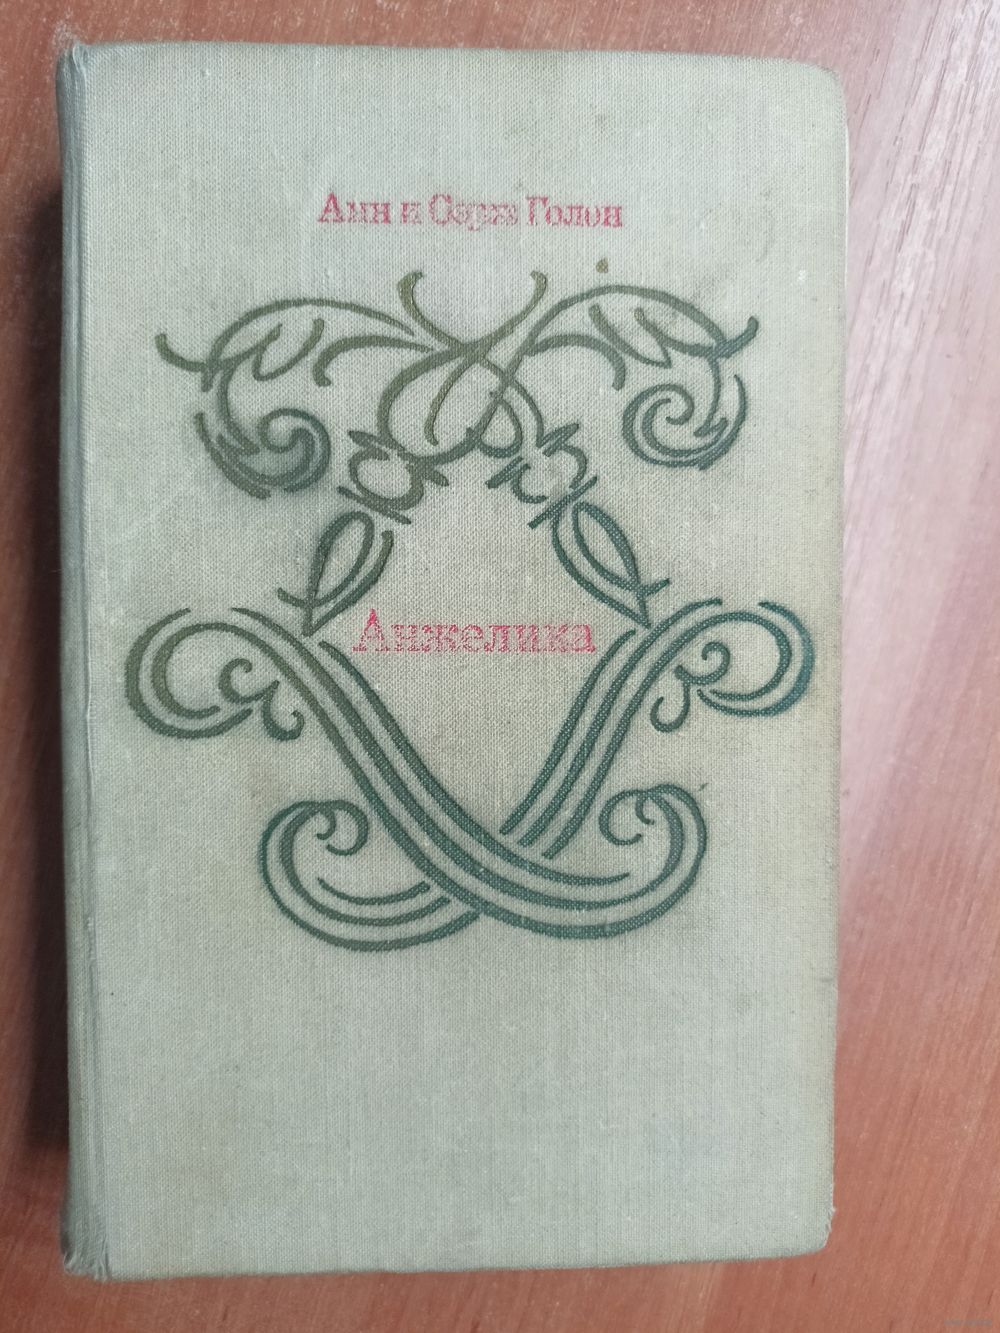 Анн и Серж Голон
Анжелика